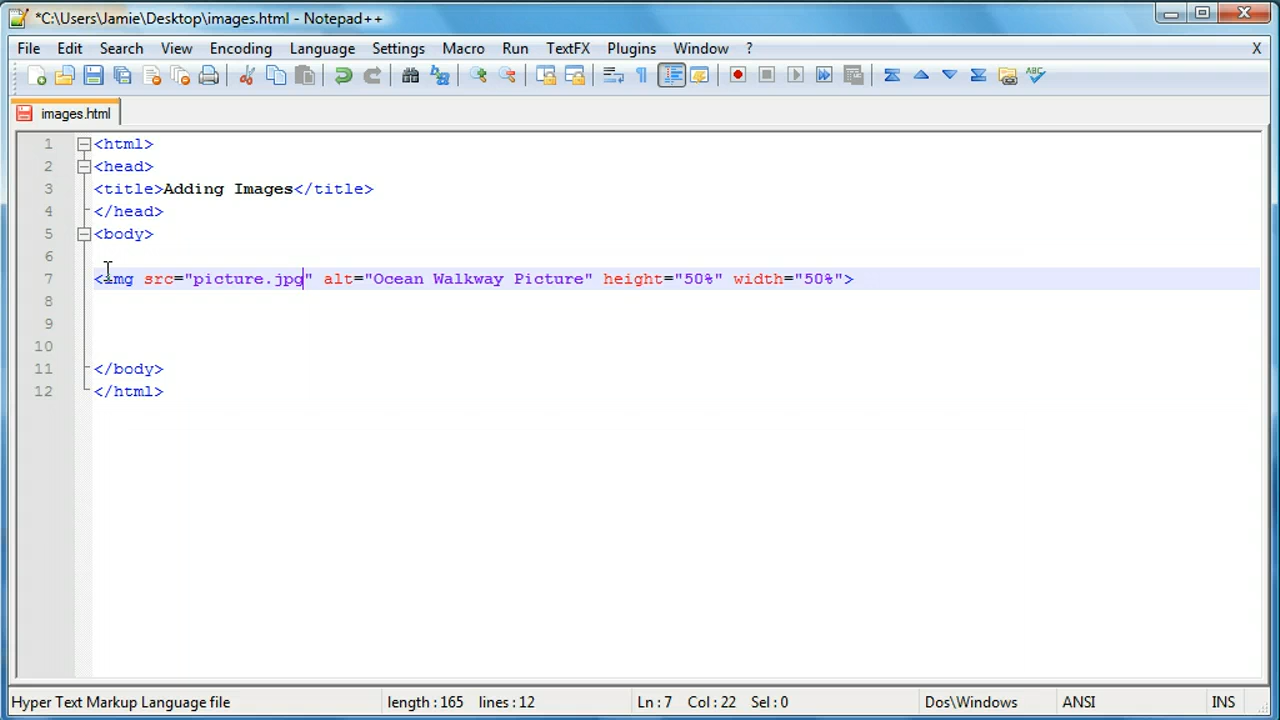 *C:\Users\Jamie\Desktop\images.html - Notepad++
File Edit Search View Encoding Language Settings Macro Run TextFX Plugins Window ? X
ABC
images.html
1 <html>
2 <head>
3 <title>Adding Images</title>
4 </head>
5 <body>
6
7 <img src="picture.jpg" alt="Ocean Walkway Picture" height="50%" width="50%">
8
9
10
11 </body>
12 </html>
Hyper Text Markup Language file length : 165 lines : 12 Ln : 7 Col : 22 Sel : 0 Dos\Windows ANSI INS